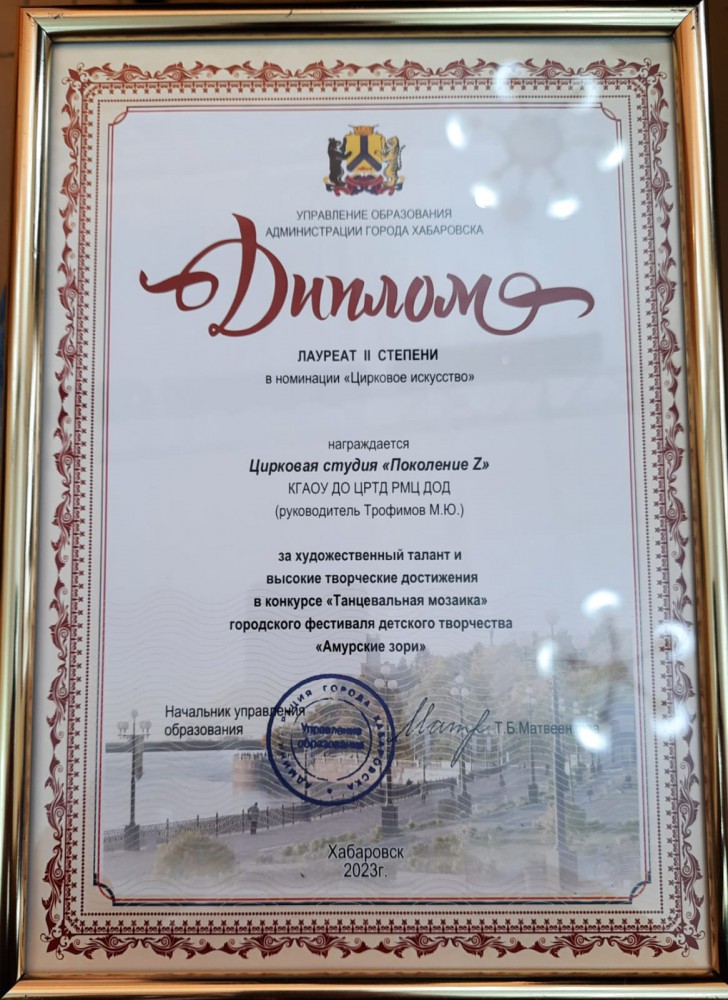 УПРАВЛЕНИЕ ОБРАЗОВАНИЯ
АДМИНИСТРАЦИИ ГОРОДА ХАБАРОВСКА
Диплом
ЛАУРЕАТ II СТЕПЕНИ
в номинации «Цирковое искусство»
награждается
Цирковая студия «Поколение Z»
КГАОУ ДО ЦРТД РМЦ ДОД
(руководитель Трофимов М.Ю.)
за художественный талант и
высокие творческие достижения
в конкурсе «Танцевальная мозаика»
городского фестиваля детского творчества
«Амурские зори»
Начальник управления
образования
ГОРОДА ХАБАРОВСКА
Управление
образования
Т.Б.
Хабаровск
2023г.